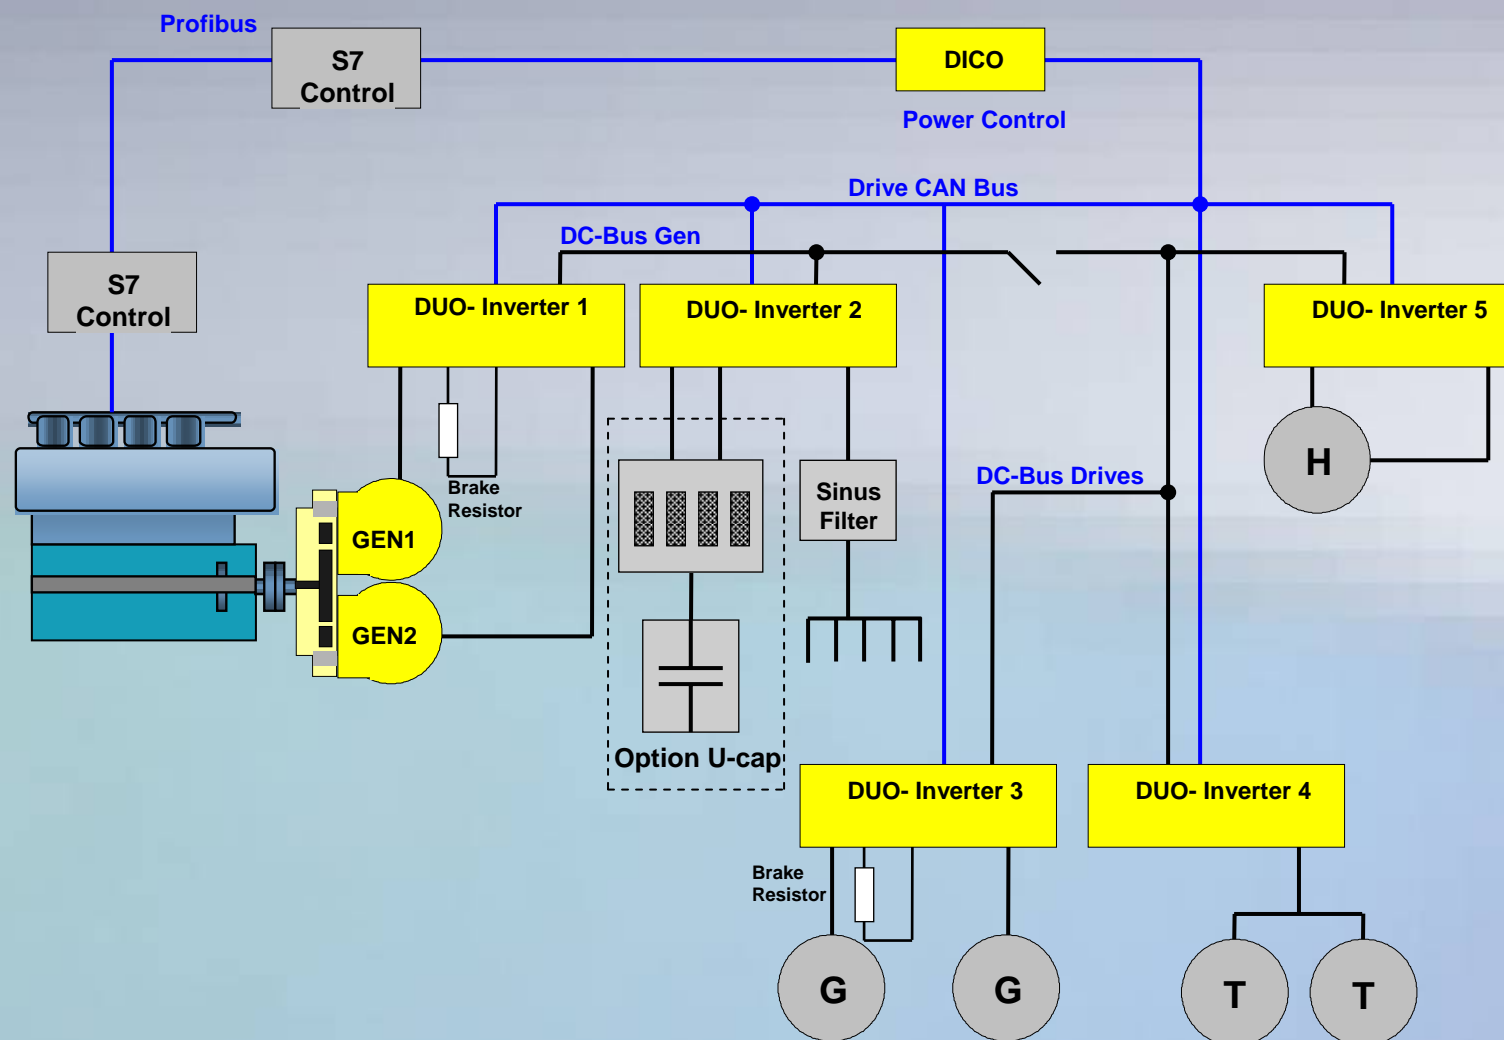 Profibus
S7
Control
DICO
Power Control
Drive CAN Bus
DC-Bus Gen
S7
Control
DUO- Inverter 1
DUO- Inverter 2
DUO- Inverter 5
H
DC-Bus Drives
Brake
Resistor
Sinus
Filter
GEN1
GEN2
Option U-cap
DUO- Inverter 3
DUO- Inverter 4
Brake
Resistor
G
G
T
T